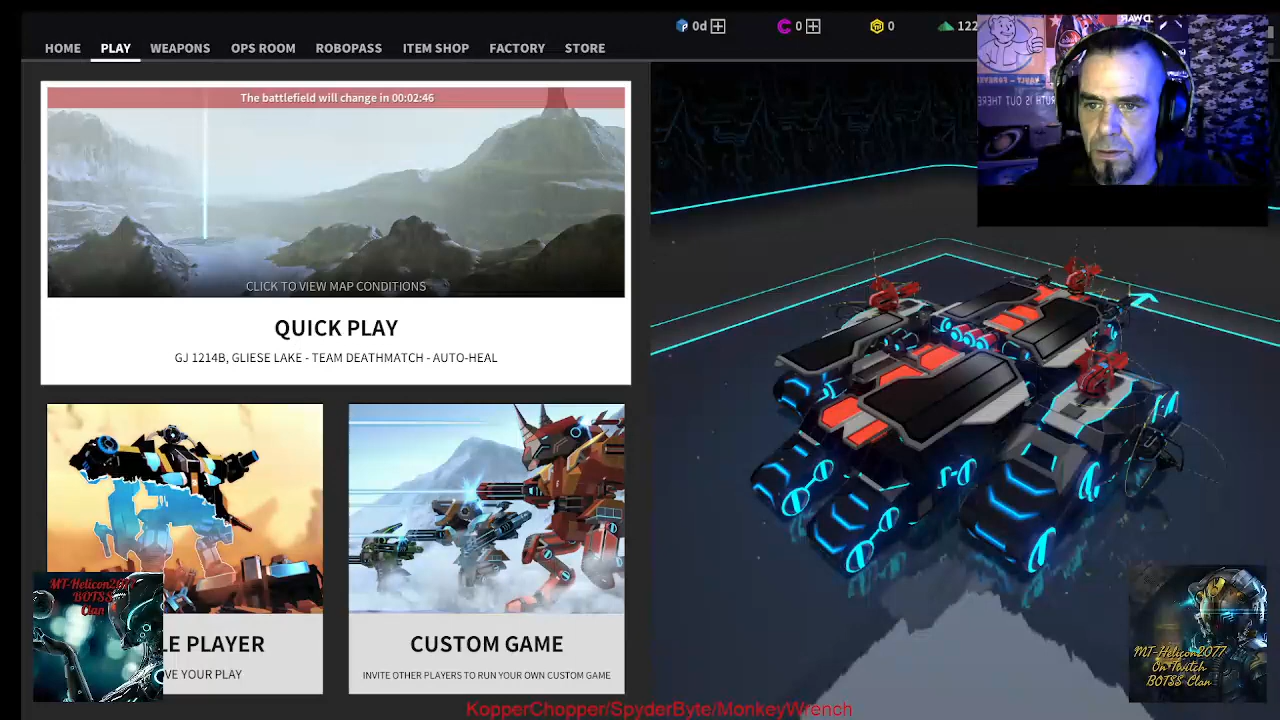 0d
0
0
122
HOME PLAY WEAPONS OPS ROOM ROBOPASS ITEM SHOP FACTORY STORE
The battlefield will change in 00:02:46
CLICK TO VIEW MAP CONDITIONS
QUICK PLAY
GJ 1214B, GLIESE LAKE - TEAM DEATHMATCH - AUTO-HEAL
LE PLAYER
VE YOUR PLAY
CUSTOM GAME
INVITE OTHER PLAYERS TO RUN YOUR OWN CUSTOM GAME
MT-Helicon2077
BOTSS
Clan
MT-Helicon2077
On Twitch
BOTSS Clan
KopperChopper/SpyderByte/MonkeyWrench